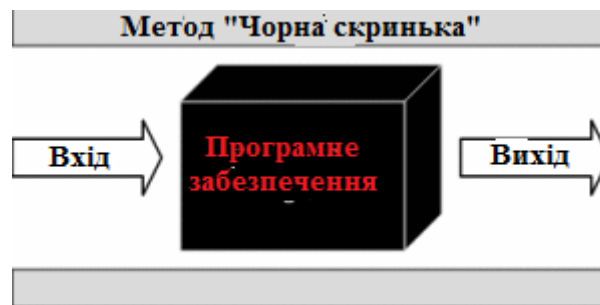 Метод "Чорна скринька"
Вхід
Програмне
забезпечення
Вихід